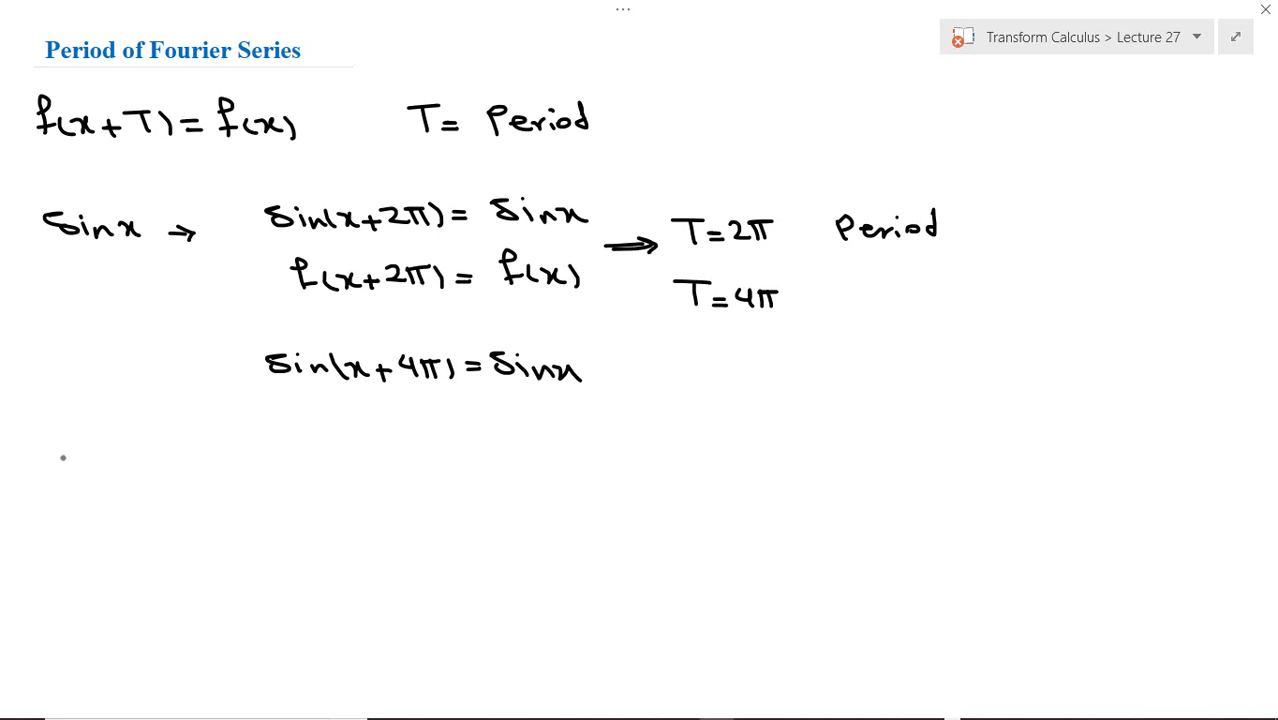 ...
Period of Fourier Series
Transform Calculus > Lecture 27
f(x+T) = f(x) T = Period
sinx → sin(x+2π) = sinx ⟹ T = 2π Period
f(x+2π) = f(x) T = 4π
sin(x+4π) = sinx